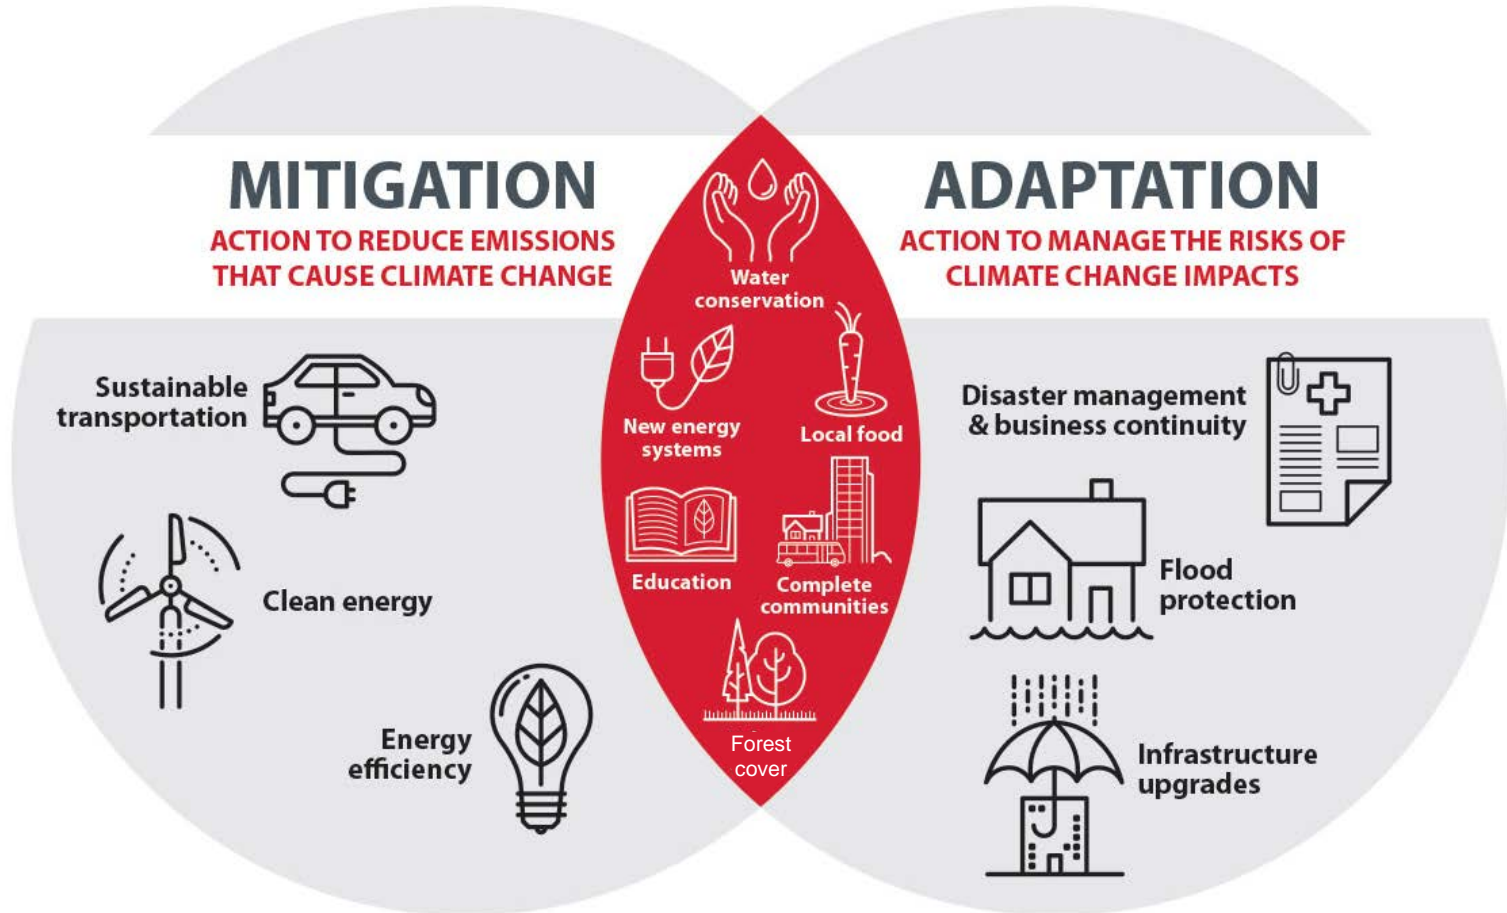 MITIGATION
ACTION TO REDUCE EMISSIONS
THAT CAUSE CLIMATE CHANGE
Sustainable
transportation
Clean energy
Energy
efficiency
Water
conservation
New energy
systems
Local food
Education
Complete
communities
Forest
cover
ADAPTATION
ACTION TO MANAGE THE RISKS OF
CLIMATE CHANGE IMPACTS
Disaster management
& business continuity
Flood
protection
Infrastructure
upgrades